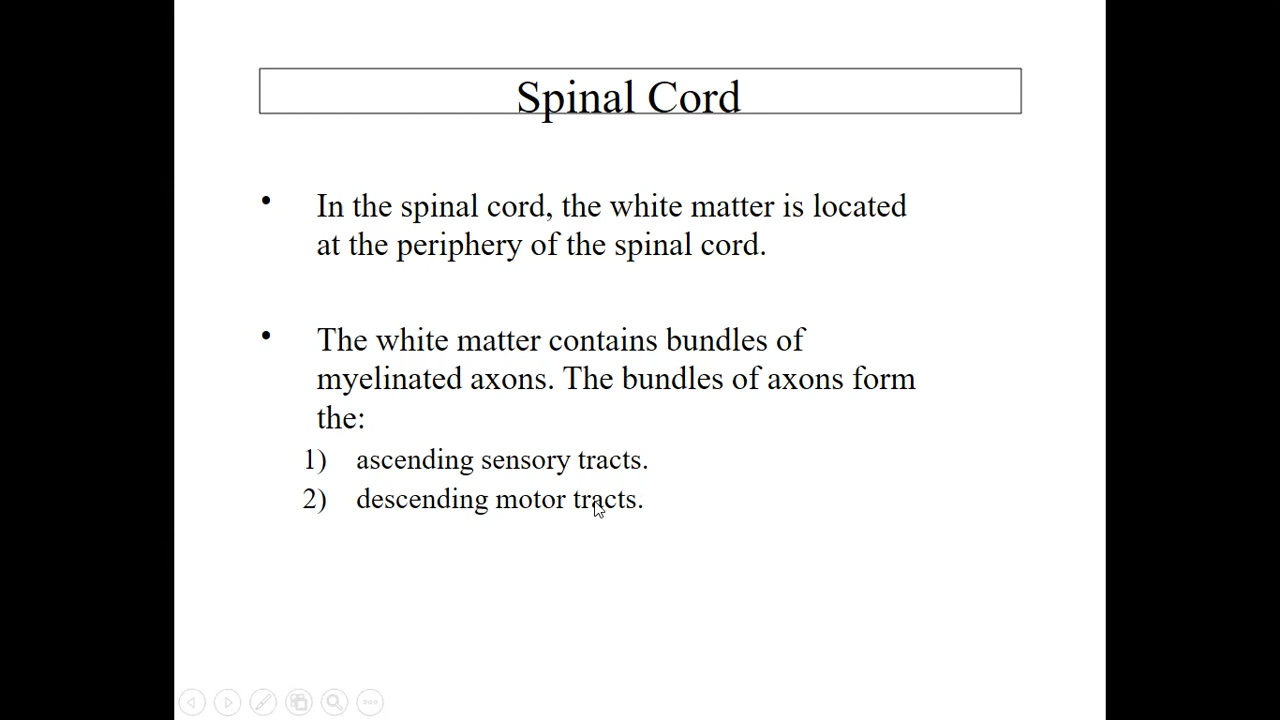 Spinal Cord
• In the spinal cord, the white matter is located
at the periphery of the spinal cord.
• The white matter contains bundles of
myelinated axons. The bundles of axons form
the:
1) ascending sensory tracts.
2) descending motor tracts.